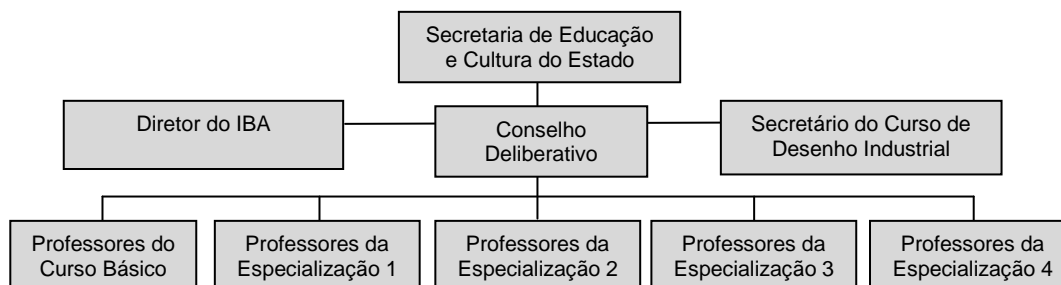 Secretaria de Educação
e Cultura do Estado
Diretor do IBA
Conselho
Deliberativo
Secretário do Curso de
Desenho Industrial
Professores do
Curso Básico
Professores da
Especialização 1
Professores da
Especialização 2
Professores da
Especialização 3
Professores da
Especialização 4